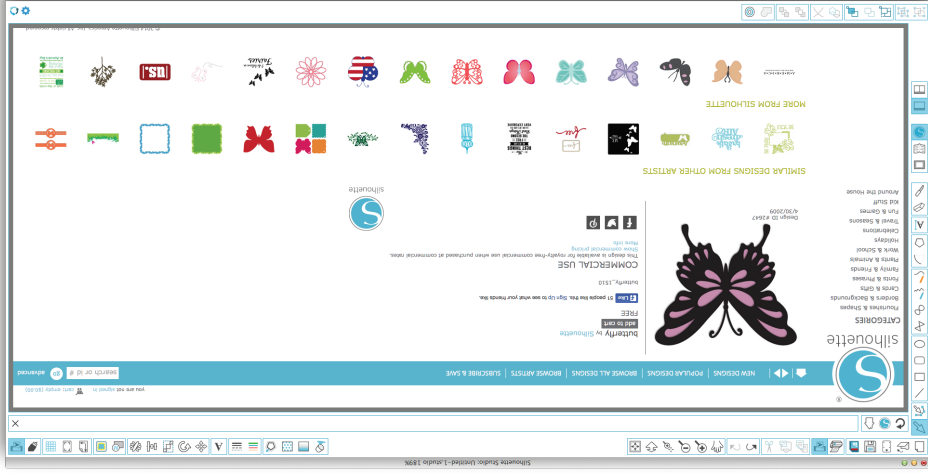 Silhouette Studio: Untitled-1.studio 189%
you are not signed in
cart: empty cart ($0.00)
NEW DESIGNS | POPULAR DESIGNS | BROWSE ALL DESIGNS | BROWSE ARTISTS | SUBSCRIBE & SAVE
search or id #
go
advanced
S
®
silhouette
CATEGORIES
Flourishes & Shapes
Borders & Backgrounds
Cards & Gifts
Fonts & Phrases
Family & Friends
Plants & Animals
Work & School
Holidays
Celebrations
Travel & Seasons
Fun & Games
Kid Stuff
Around the House
butterfly by Silhouette
add to cart
FREE
Like 51 people like this. Sign Up to see what your friends like.
butterfly_1510
COMMERCIAL USE
This design is available for royalty-free commercial use when purchased at commercial rates.
Show commercial pricing
More info
Design ID #2647
4/30/2009
S
silhouette
SIMILAR DESIGNS FROM OTHER ARTISTS
free
BEST THINGS
MORE FROM SILHOUETTE